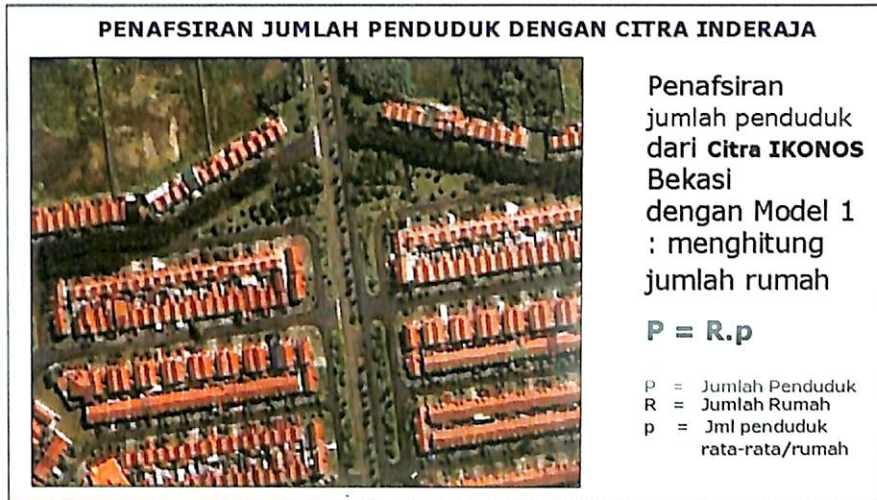 PENAFSIRAN JUMLAH PENDUDUK DENGAN CITRA INDERAJA
Penafsiran
jumlah penduduk
dari Citra IKONOS
Bekasi
dengan Model 1
: menghitung
jumlah rumah
P = R.p
P = Jumlah Penduduk
R = Jumlah Rumah
p = Jml penduduk
rata-rata/rumah